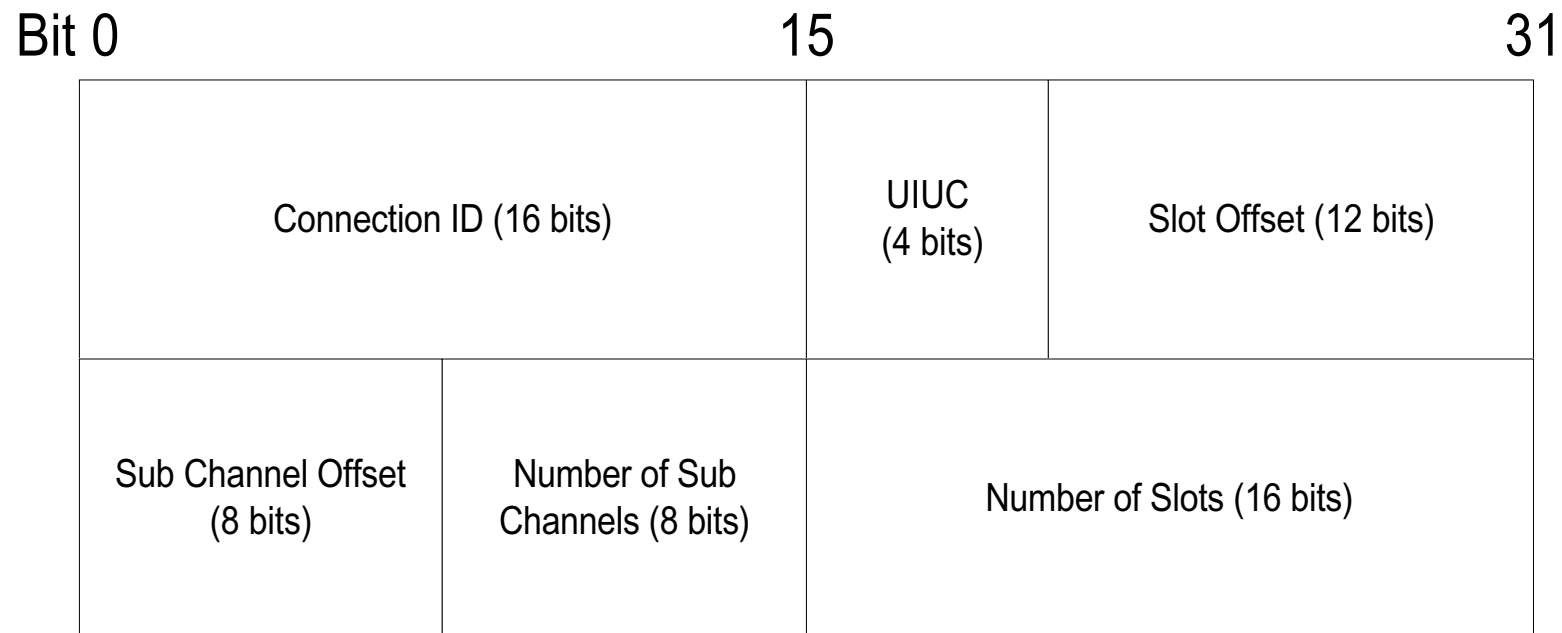 Bit 0 15 31
Connection ID (16 bits)
UIUC
(4 bits)
Slot Offset (12 bits)
Sub Channel Offset
(8 bits)
Number of Sub
Channels (8 bits)
Number of Slots (16 bits)